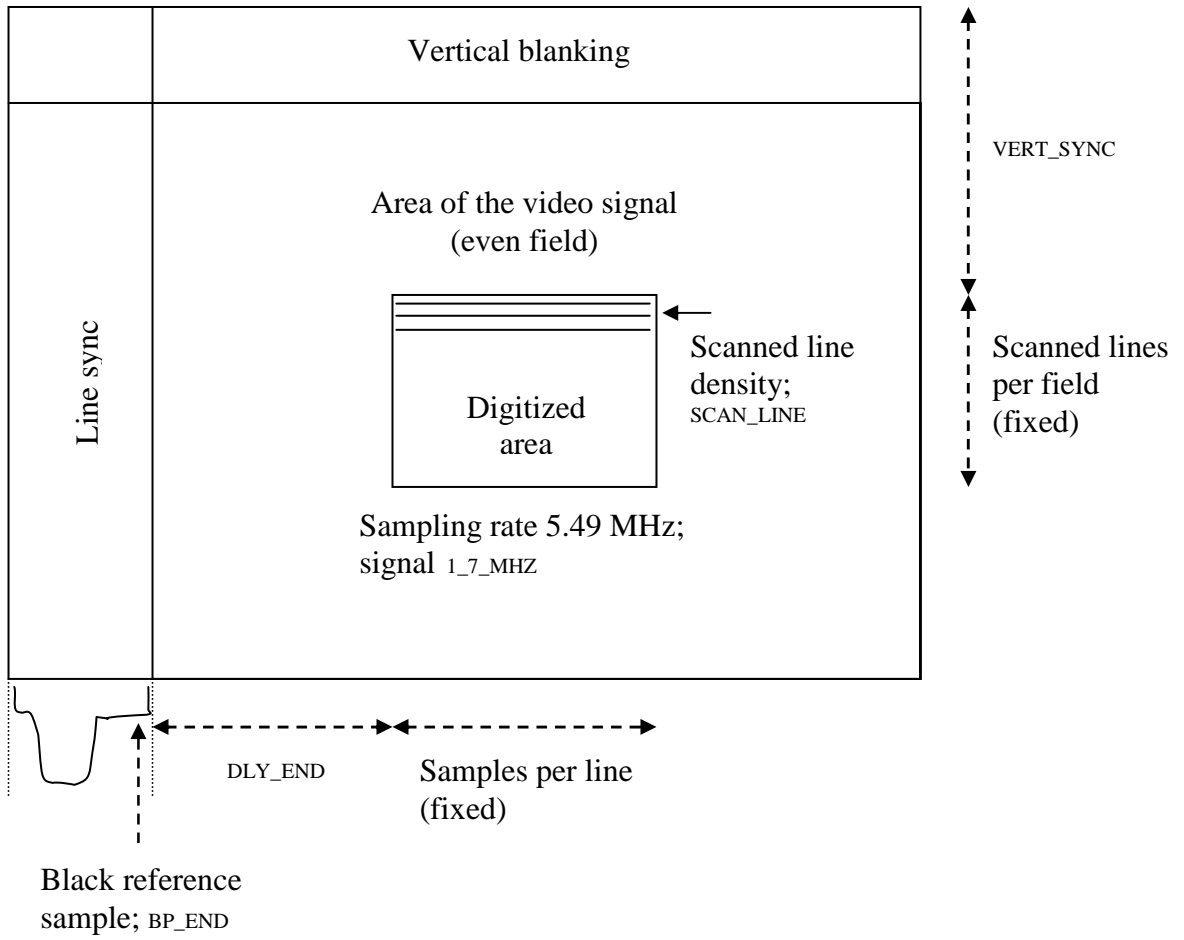 Vertical blanking
VERT_SYNC
Area of the video signal
(even field)
Line sync
Scanned line
density;
SCAN_LINE
Scanned lines
per field
(fixed)
Digitized
area
Sampling rate 5.49 MHz;
signal 1_7_MHZ
DLY_END
Samples per line
(fixed)
Black reference
sample; BP_END